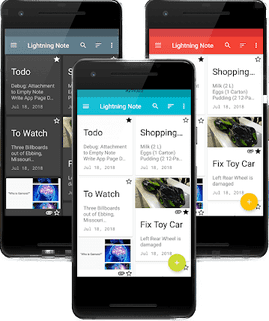 Lightning Note
Todo
Debug: Attachment
to Empty Note
Write App Page D...
Jul 18, 2018
To Watch
Three Billboards
out of Ebbing,
Missouri...
Jul 18, 2018
Lightning Note
Shopping...
Milk (2 L)
Eggs (1 Carton)
Pudding (2 12-Pa...
Jul 18, 2018
Fix Toy Car
Left Rear Wheel is
damaged
Jul 18, 2018
Lightning Note
Todo
Debug: Attachment
to Empty Note
Write App Page D...
Jul 18, 2018
Shopping...
Milk (2 L)
Eggs (1 Carton)
Pudding (2 12-Pa...
Jul 18, 2018
To Watch
Three Billboards
out of Ebbing,
Missouri...
Jul 18, 2018
Fix Toy Car
Left Rear Wheel is
damaged
Jul 18, 2018